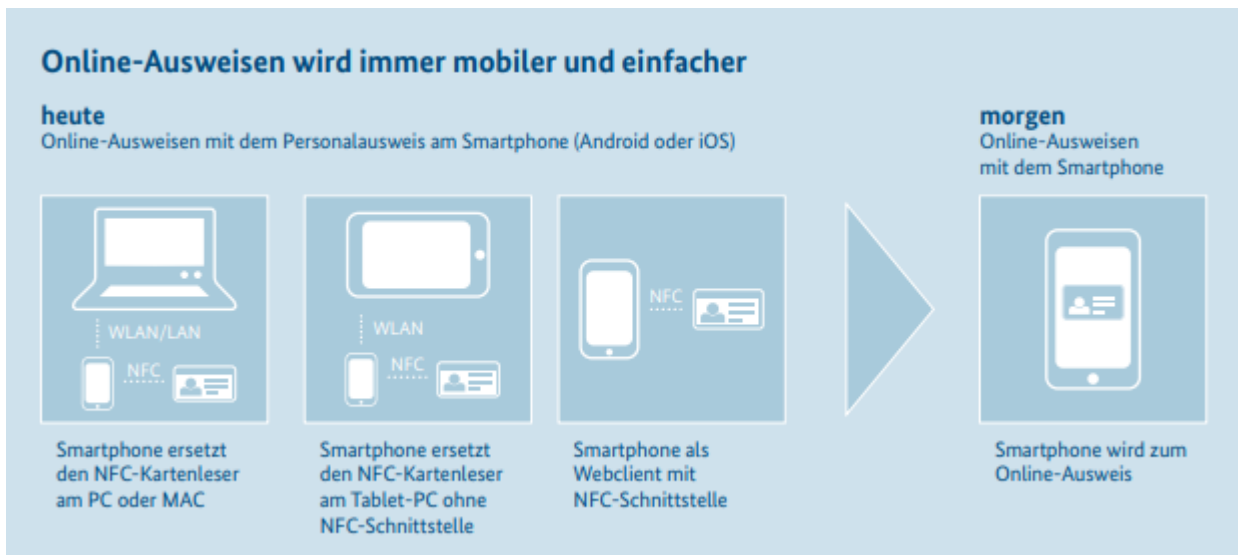 Online-Ausweisen wird immer mobiler und einfacher
heute
Online-Ausweisen mit dem Personalausweis am Smartphone (Android oder iOS)
morgen
Online-Ausweisen
mit dem Smartphone
WLAN/LAN
NFC
WLAN
NFC
NFC
Smartphone ersetzt
den NFC-Kartenleser
am PC oder MAC
Smartphone ersetzt
den NFC-Kartenleser
am Tablet-PC ohne
NFC-Schnittstelle
Smartphone als
Webclient mit
NFC-Schnittstelle
Smartphone wird zum
Online-Ausweis